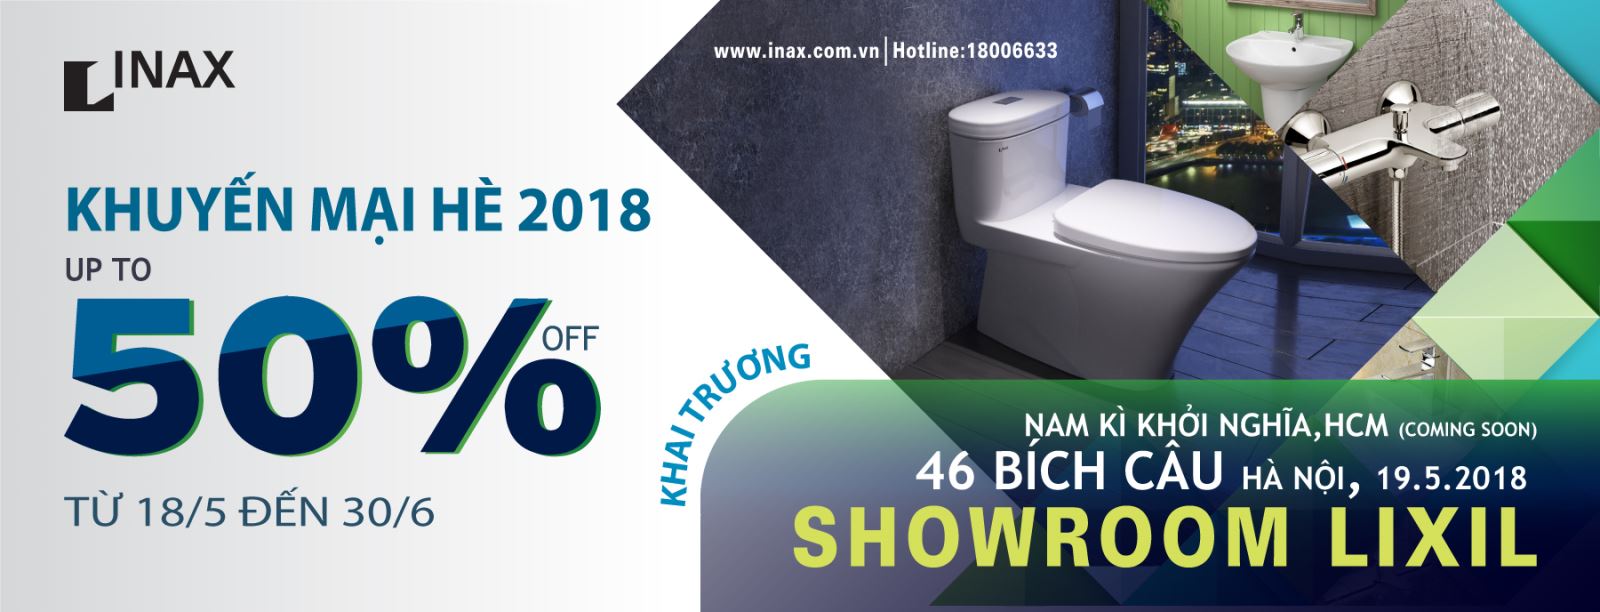 INAX
www.inax.com.vn|Hotline:18006633
KHUYẾN MẠI HÈ 2018
UP TO
50% OFF
TỪ 18/5 ĐẾN 30/6
KHAI TRƯƠNG
NAM KÌ KHỞI NGHĨA,HCM (COMING SOON)
46 BÍCH CÂU HÀ NỘI, 19.5.2018
SHOWROOM LIXIL
INAX